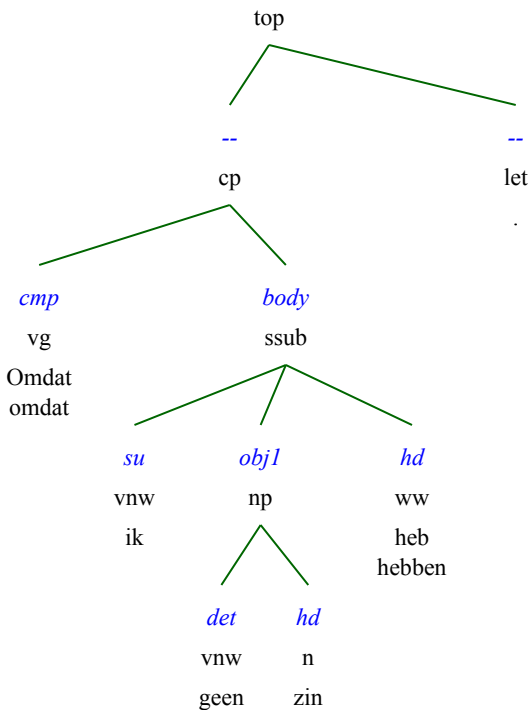 top
-- --
cp let
.
cmp body
vg ssub
Omdat
omdat
su obj1 hd
vnw np ww
ik heb
hebben
det hd
vnw n
geen zin